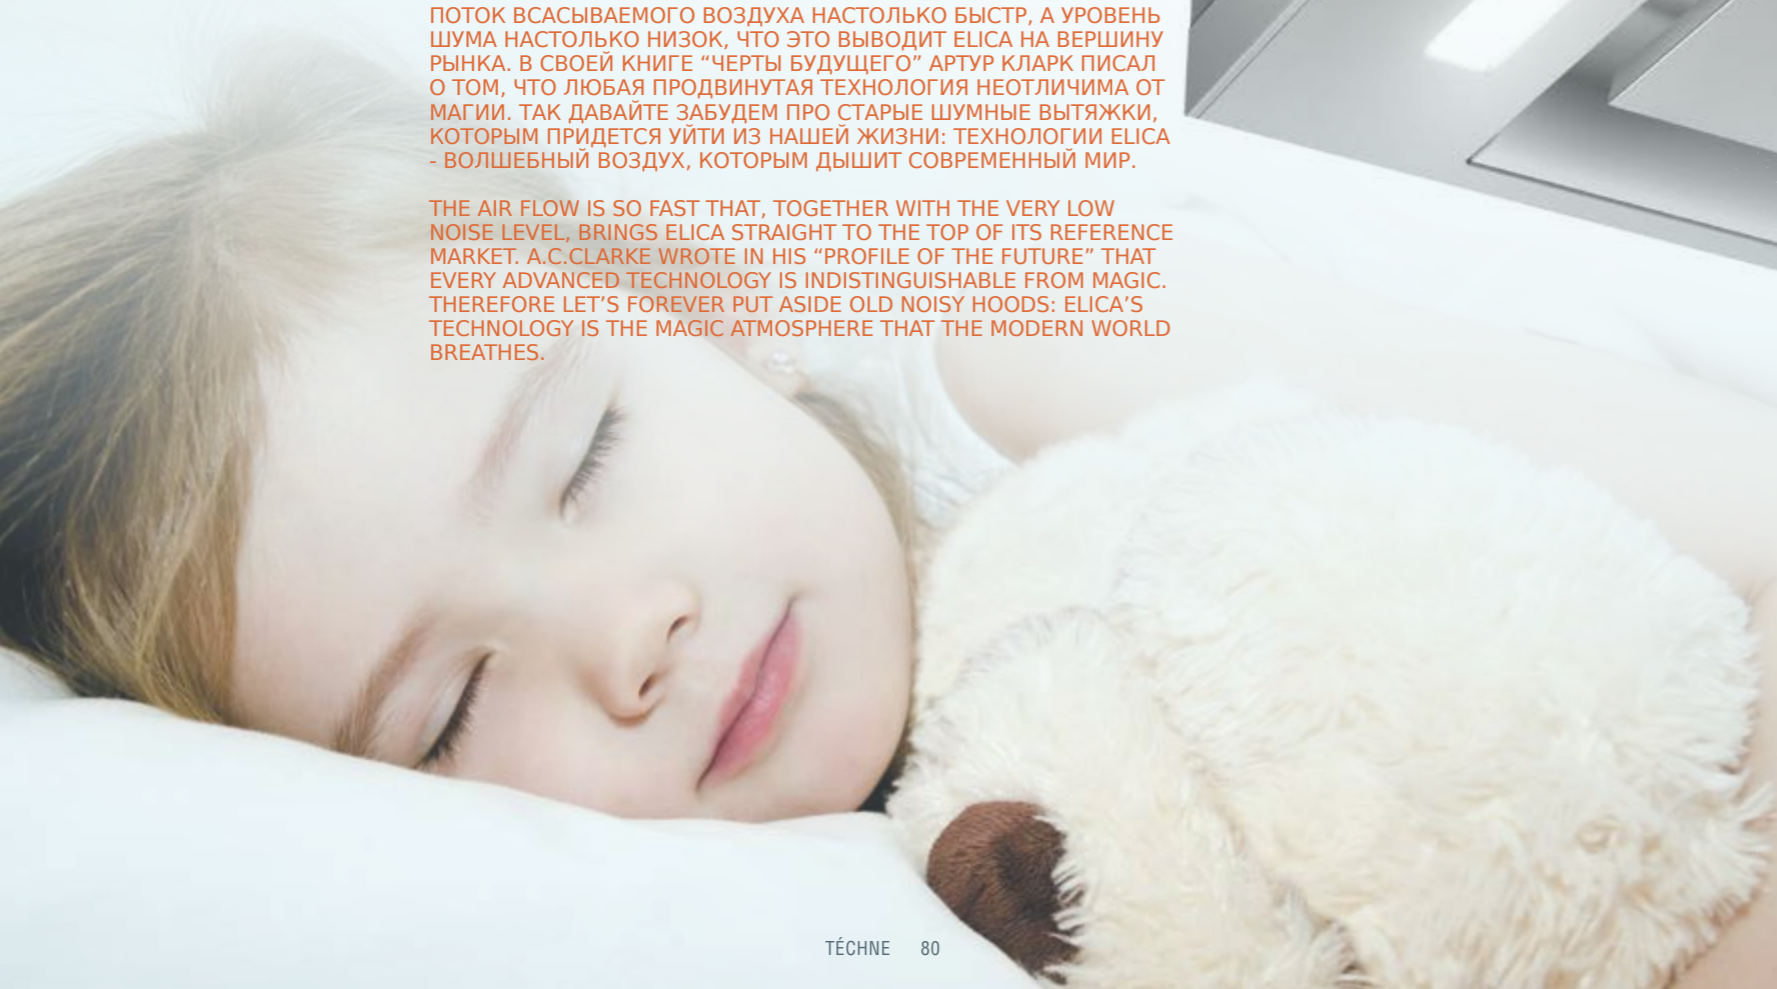 ПОТОК ВСАСЫВАЕМОГО ВОЗДУХА НАСТОЛЬКО БЫСТР, А УРОВЕНЬ
ШУМА НАСТОЛЬКО НИЗОК, ЧТО ЭТО ВЫВОДИТ ELICA НА ВЕРШИНУ
РЫНКА. В СВОЕЙ КНИГЕ “ЧЕРТЫ БУДУЩЕГО” АРТУР КЛАРК ПИСАЛ
О ТОМ, ЧТО ЛЮБАЯ ПРОДВИНУТАЯ ТЕХНОЛОГИЯ НЕОТЛИЧИМА ОТ
МАГИИ. ТАК ДАВАЙТЕ ЗАБУДЕМ ПРО СТАРЫЕ ШУМНЫЕ ВЫТЯЖКИ,
КОТОРЫМ ПРИДЕТСЯ УЙТИ ИЗ НАШЕЙ ЖИЗНИ: ТЕХНОЛОГИИ ELICA
- ВОЛШЕБНЫЙ ВОЗДУХ, КОТОРЫМ ДЫШИТ СОВРЕМЕННЫЙ МИР.
THE AIR FLOW IS SO FAST THAT, TOGETHER WITH THE VERY LOW
NOISE LEVEL, BRINGS ELICA STRAIGHT TO THE TOP OF ITS REFERENCE
MARKET. A.C.CLARKE WROTE IN HIS “PROFILE OF THE FUTURE” THAT
EVERY ADVANCED TECHNOLOGY IS INDISTINGUISHABLE FROM MAGIC.
THEREFORE LET’S FOREVER PUT ASIDE OLD NOISY HOODS: ELICA’S
TECHNOLOGY IS THE MAGIC ATMOSPHERE THAT THE MODERN WORLD
BREATHES.
TÉCHNE 80